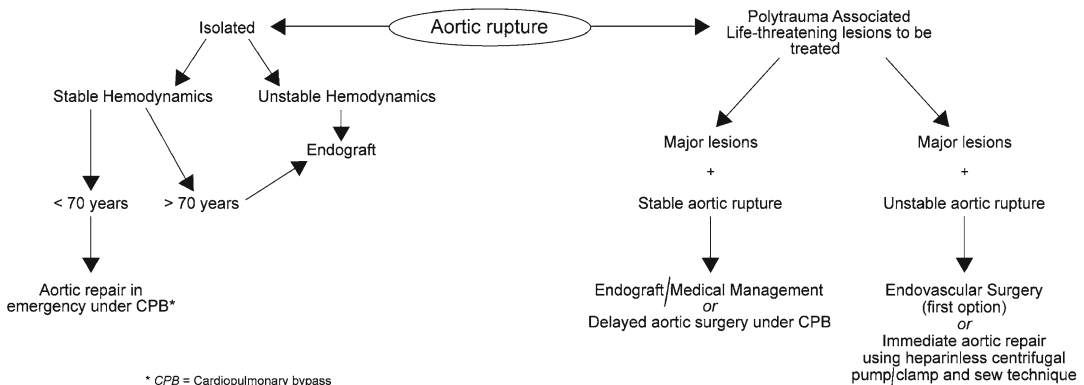 Aortic rupture
Isolated
Stable Hemodynamics
Unstable Hemodynamics
Endograft
< 70 years
> 70 years
Aortic repair in
emergency under CPB*
Polytrauma Associated
Life-threatening lesions to be
treated
Major lesions
+
Stable aortic rupture
Endograft/Medical Management
or
Delayed aortic surgery under CPB
Major lesions
+
Unstable aortic rupture
Endovascular Surgery
(first option)
or
Immediate aortic repair
using heparinless centrifugal
pump/clamp and sew technique
* CPB = Cardiopulmonary bypass